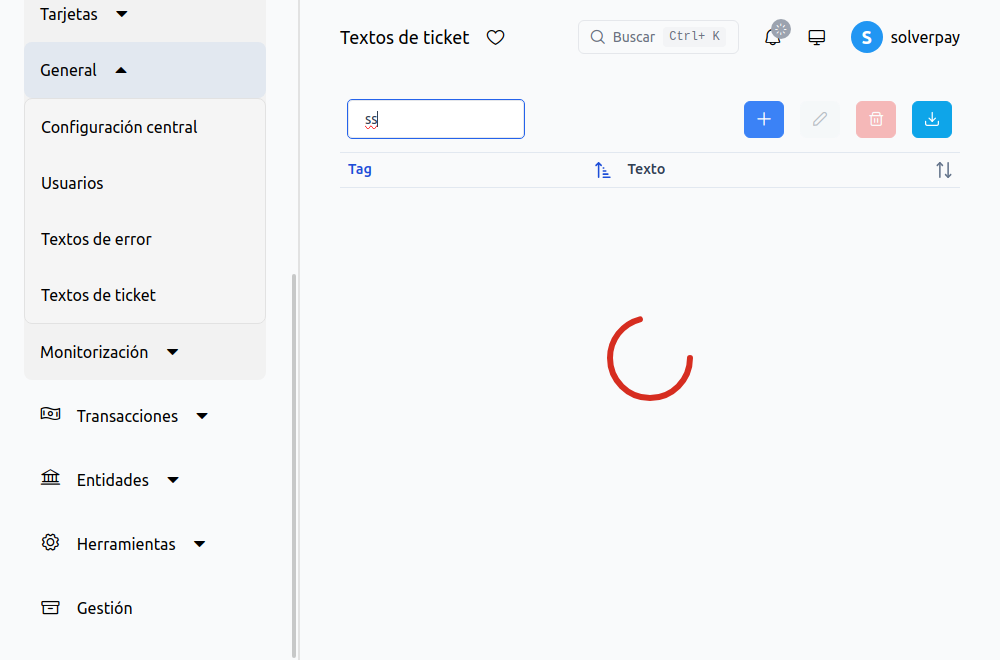 Tarjetas
General
Configuración central
Usuarios
Textos de error
Textos de ticket
Monitorización
Transacciones
Entidades
Herramientas
Gestión
Textos de ticket
Buscar Ctrl+ K
S solverpay
ss
Tag Texto